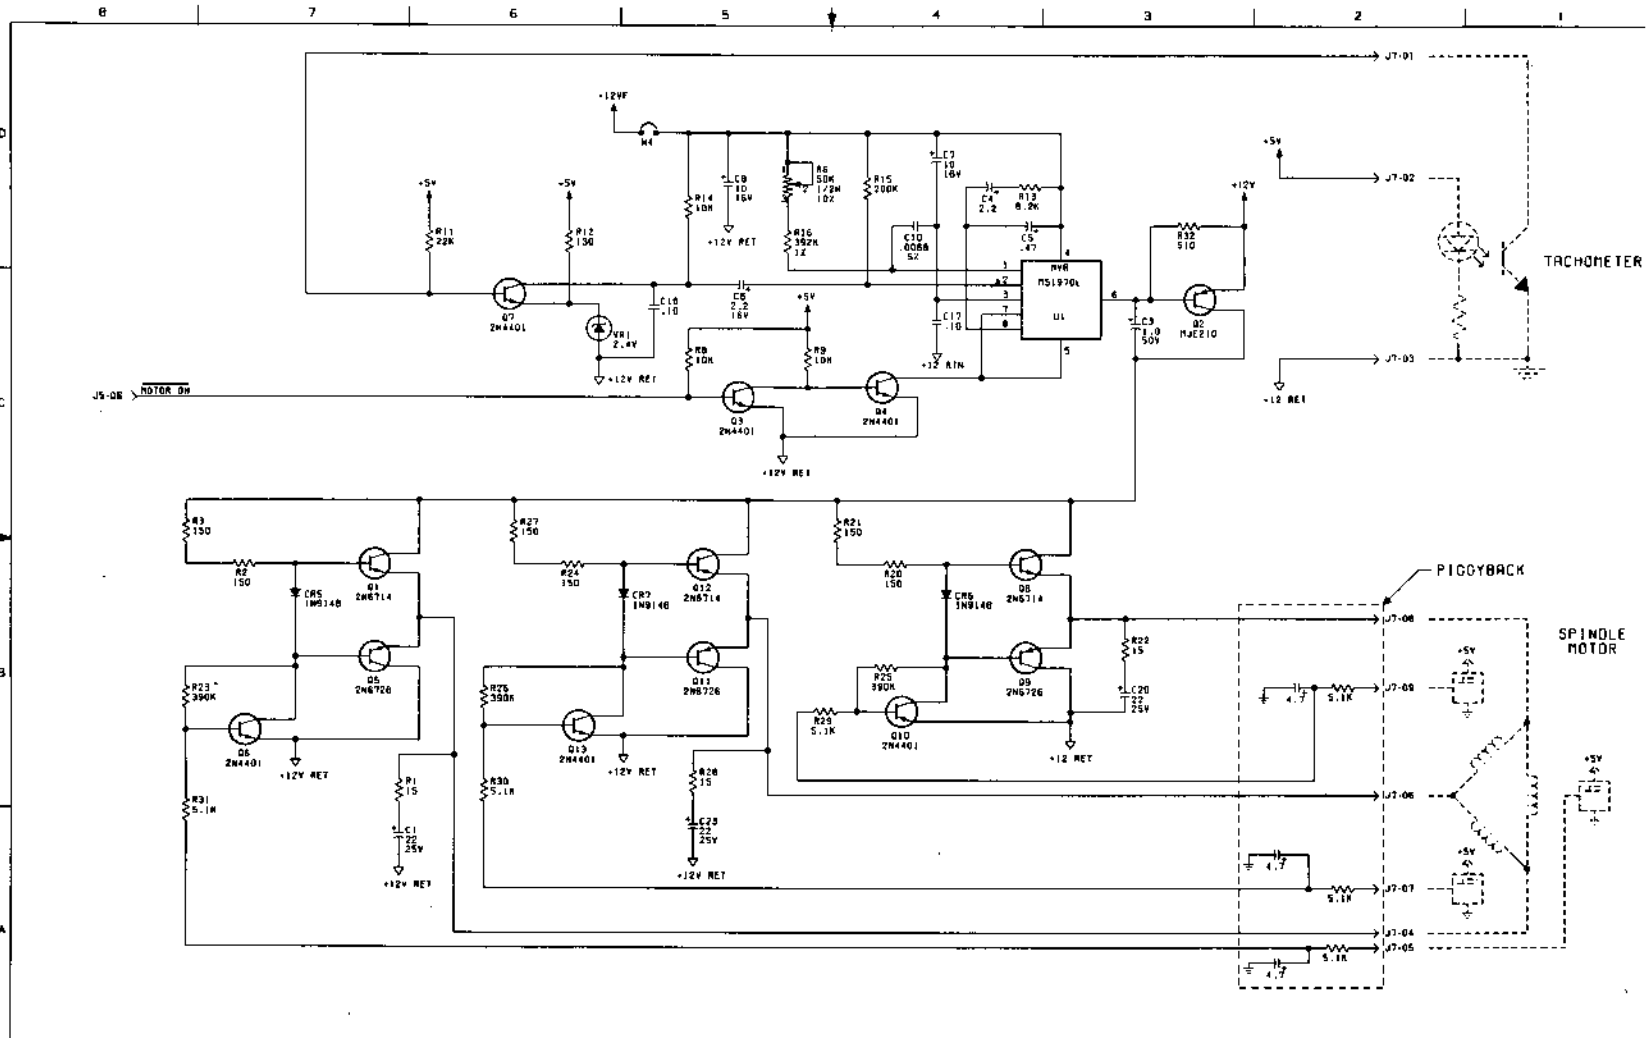 8 7 6 5 4 3 2 1
J7-01
+12VF
W4
+5V
J7-02
+5V
+5V
+12V
R11
22K
R12
130
R14
10K
C8
10
16V
+12V RET
R6
50K
1/2W
10%
R16
392K
1%
R15
200K
C7
10
16V
C10
.0068
5%
C4
2.2
R13
8.2K
C5
.47
R32
510
TACHOMETER
1
2
3
7
8
4
6
5
U1
Q7
2N4401
VR1
2.4V
+12V RET
C18
.10
C6
2.2
16V
+5V
R8
10K
R9
10K
C17
.10
+12 RTN
C3
1.0
50V
Q2
MJE210
J7-03
+12 RET
J5-06
MOTOR ON
Q3
2N4401
Q4
2N4401
+12V RET
D
C
B
A
R3
150
R2
150
CR5
1N9148
Q1
2N6714
Q5
2N6726
R23
390K
Q6
2N4401
+12V RET
R31
5.1K
R1
15
C1
22
25V
+12V RET
R27
150
R24
150
CR7
1N9148
Q12
2N6714
Q11
2N6726
R26
390K
Q13
2N4401
+12V RET
R30
5.1K
R28
15
C23
22
25V
+12V RET
R21
150
R20
150
CR6
1N9148
Q8
2N6714
Q9
2N6726
R25
390K
R29
5.1K
Q10
2N4401
+12 RET
R22
15
C20
22
25V
PIGGYBACK
J7-08
SPINDLE
MOTOR
+5V
4.7
5.1K
J7-09
J7-06
+5V
+5V
4.7
5.1K
J7-07
J7-04
J7-05
4.7
5.1K